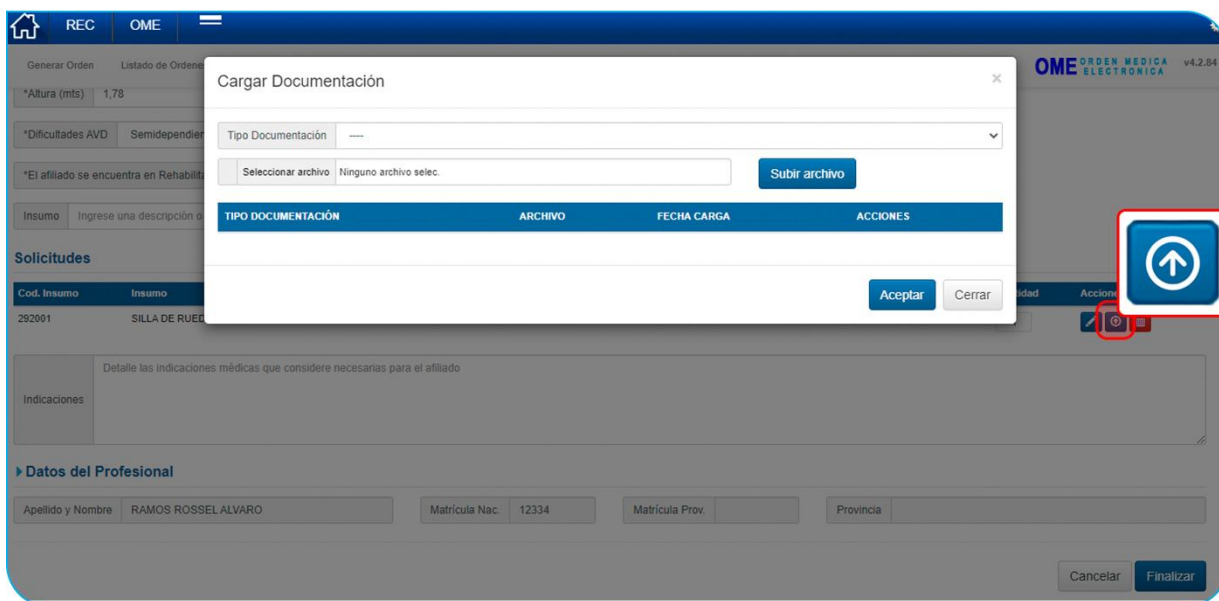 REC OME
Generar Orden Listado de Ordene
OME ORDEN MEDICA ELECTRONICA v4.2.84
Cargar Documentación ×
*Altura (mts) 1,78
*Dificultades AVD Semidependien
Tipo Documentación ----
*El afiliado se encuentra en Rehabilita
Seleccionar archivo Ninguno archivo selec. Subir archivo
Insumo Ingrese una descripción o
TIPO DOCUMENTACIÓN ARCHIVO FECHA CARGA ACCIONES
Solicitudes
Aceptar Cerrar
Cod. Insumo Insumo idad Accione
292001 SILLA DE RUED
Detalle las indicaciones médicas que considere necesarias para el afiliado
Indicaciones
Datos del Profesional
Apellido y Nombre RAMOS ROSSEL ALVARO Matrícula Nac. 12334 Matrícula Prov. Provincia
Cancelar Finalizar